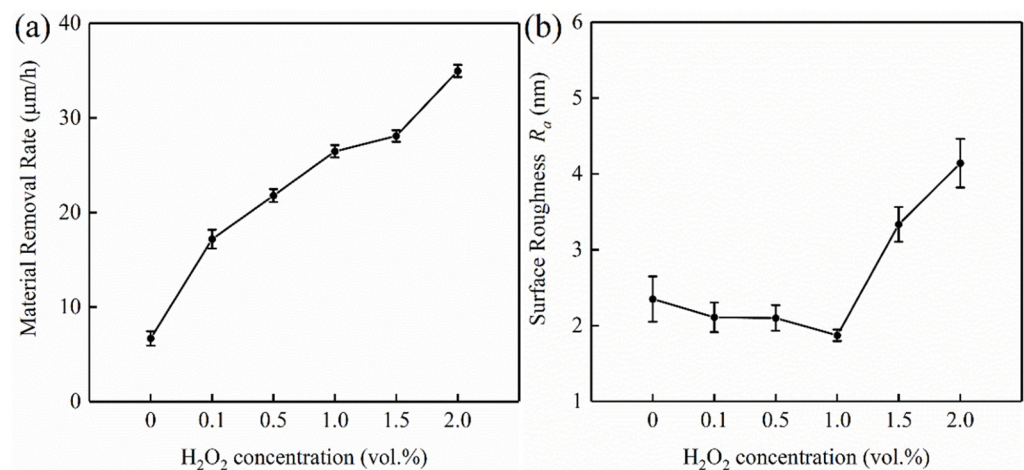 (a)
Material Removal Rate (μm/h)
40
30
20
10
0
0 0.1 0.5 1.0 1.5 2.0
H₂O₂ concentration (vol.%)
(b)
Surface Roughness Rₐ (nm)
6
5
4
3
2
1
0 0.1 0.5 1.0 1.5 2.0
H₂O₂ concentration (vol.%)